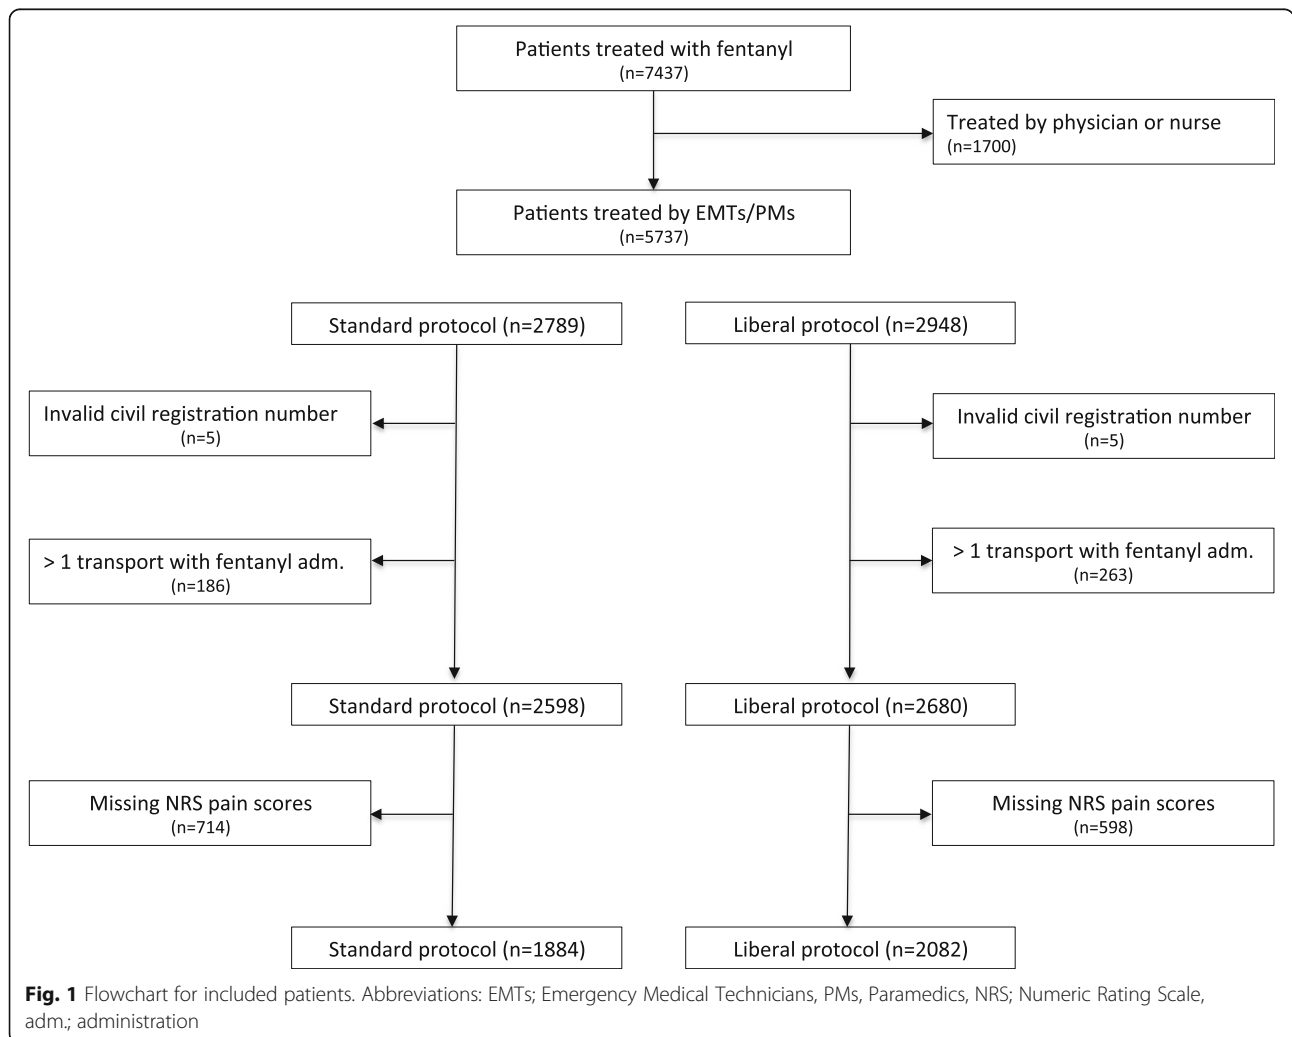 Patients treated with fentanyl
(n=7437)
Treated by physician or nurse
(n=1700)
Patients treated by EMTs/PMs
(n=5737)
Standard protocol (n=2789)
Liberal protocol (n=2948)
Invalid civil registration number
(n=5)
Invalid civil registration number
(n=5)
> 1 transport with fentanyl adm.
(n=186)
> 1 transport with fentanyl adm.
(n=263)
Standard protocol (n=2598)
Liberal protocol (n=2680)
Missing NRS pain scores
(n=714)
Missing NRS pain scores
(n=598)
Standard protocol (n=1884)
Liberal protocol (n=2082)
Fig. 1 Flowchart for included patients. Abbreviations: EMTs; Emergency Medical Technicians, PMs, Paramedics, NRS; Numeric Rating Scale,
adm.; administration